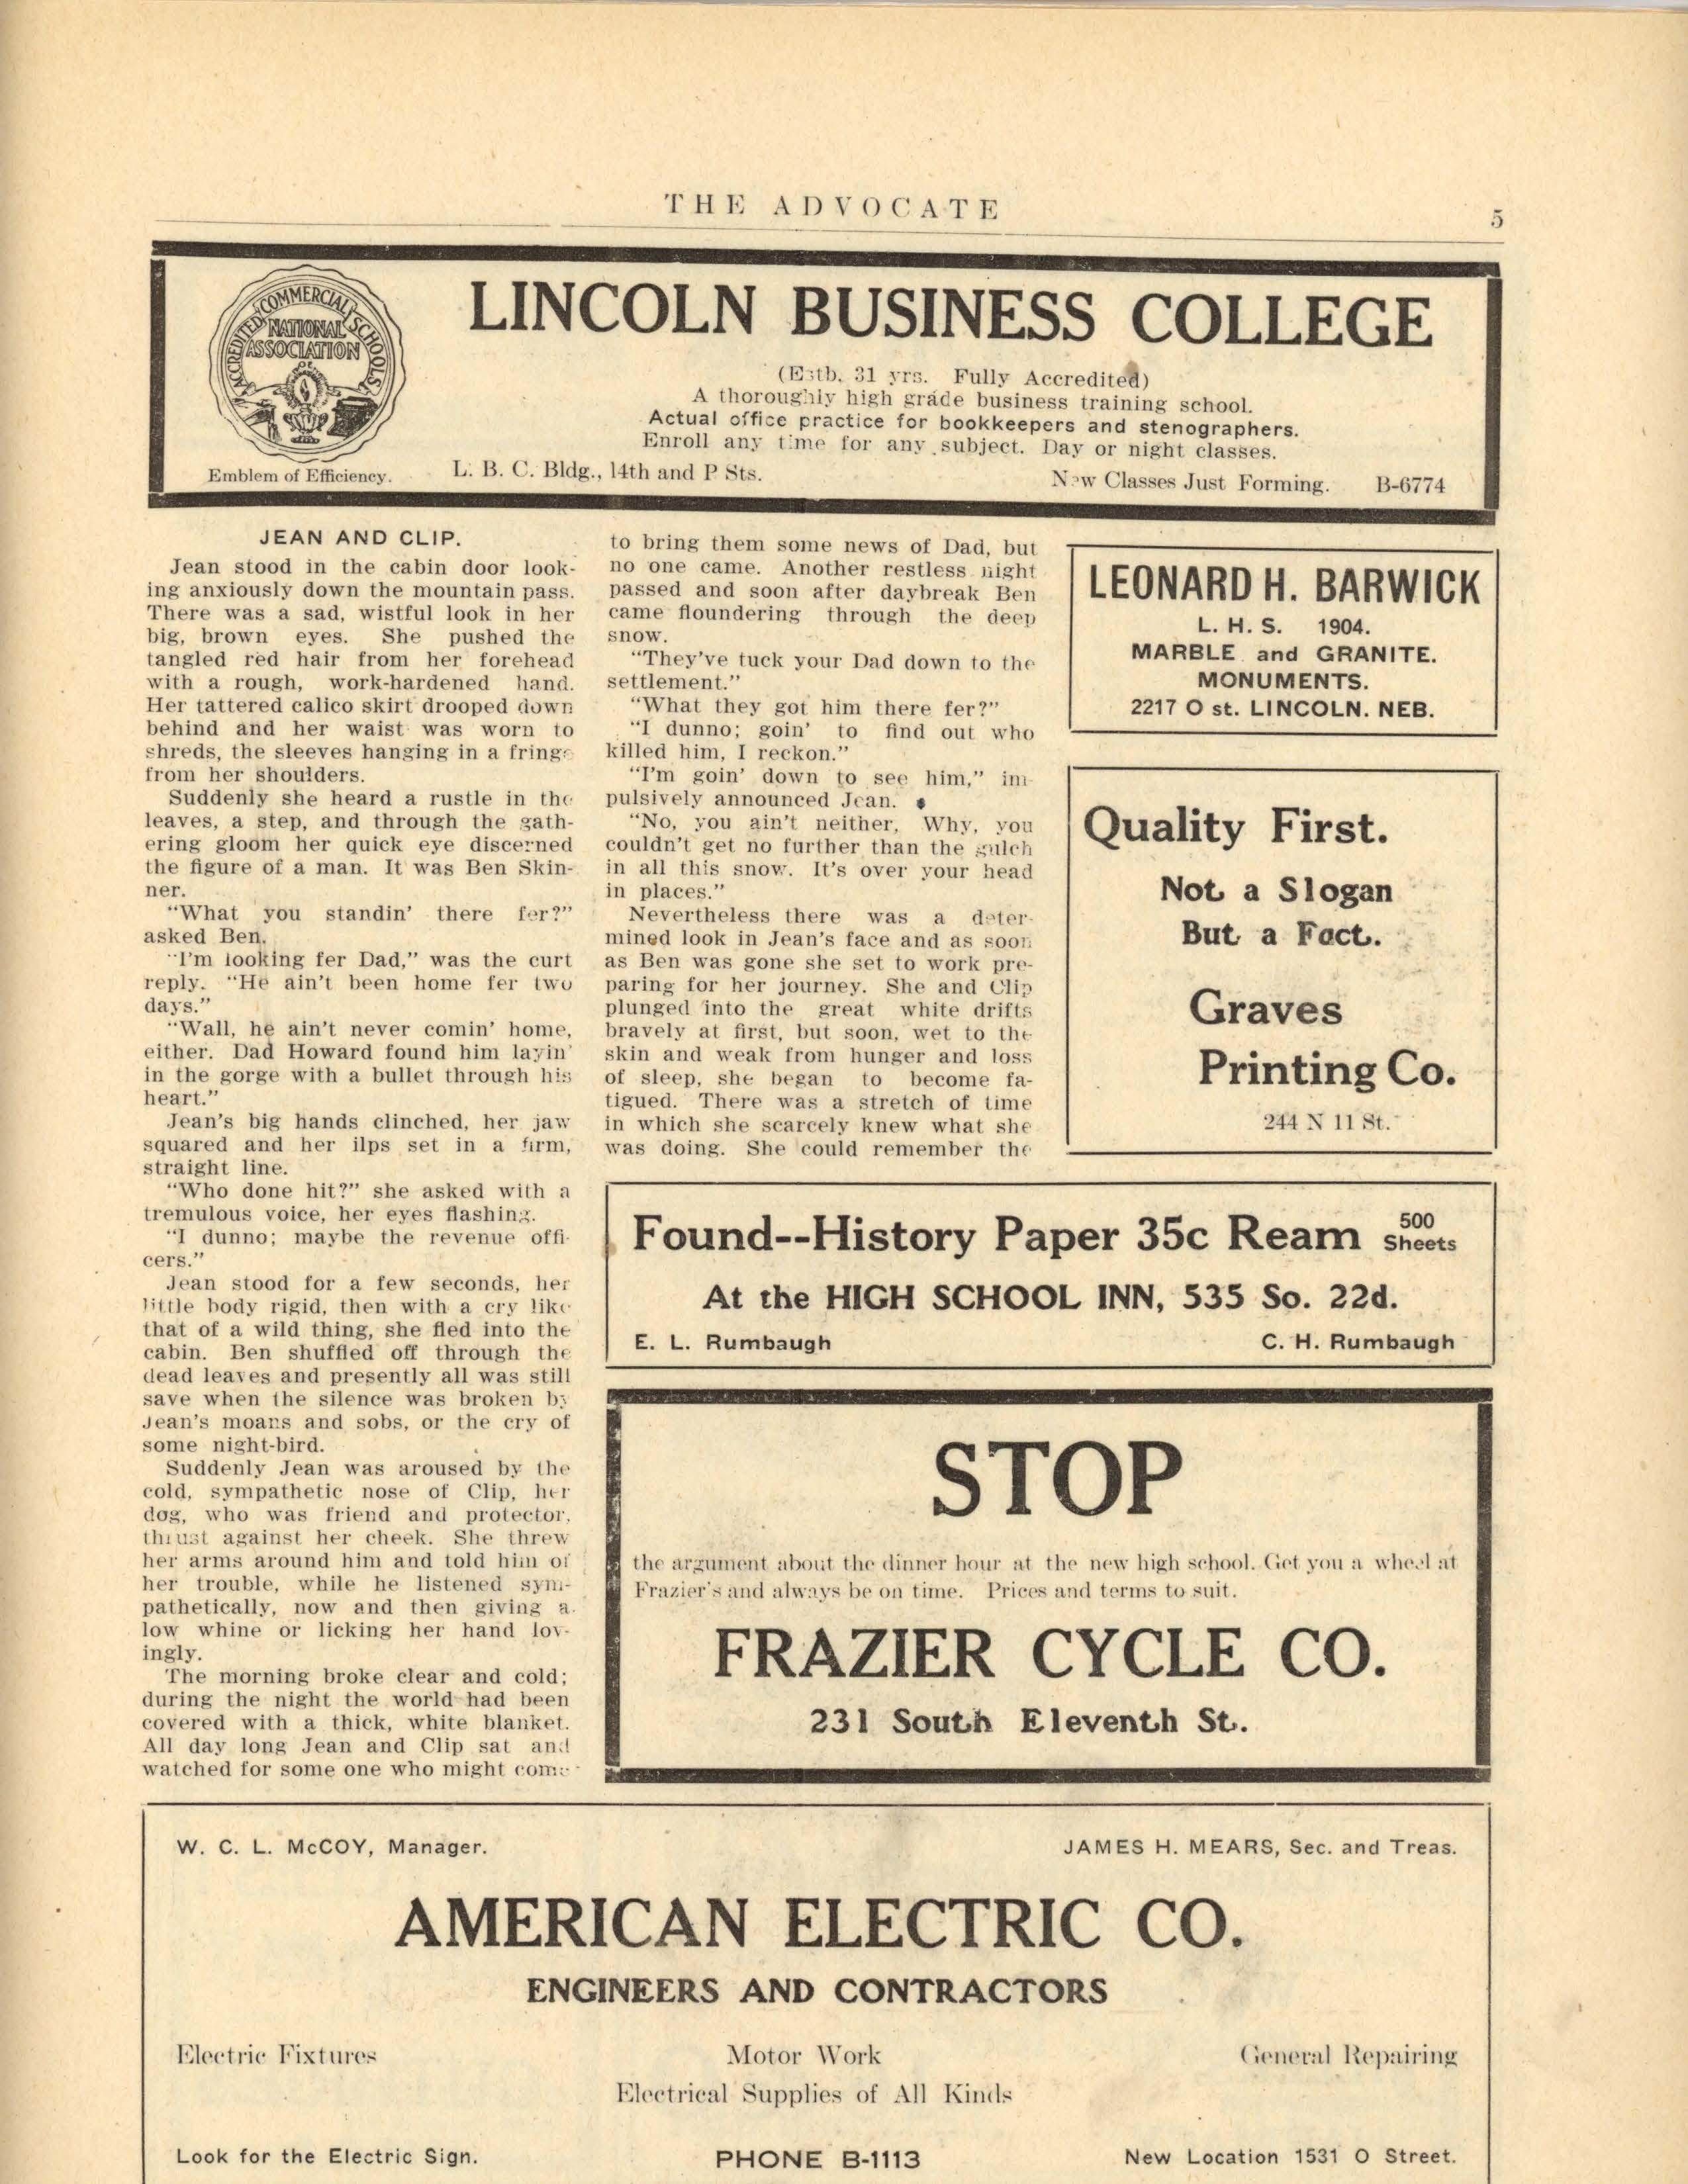 THE ADVOCATE
5
ACCREDITED COMMERCIAL SCHOOLS
NATIONAL
ASSOCIATION
OF
Emblem of Efficiency.
LINCOLN BUSINESS COLLEGE
(Estb, 31 yrs. Fully Accredited)
A thoroughly high grade business training school.
Actual office practice for bookkeepers and stenographers.
Enroll any time for any subject. Day or night classes.
L. B. C. Bldg., 14th and P Sts.
New Classes Just Forming. B-6774
JEAN AND CLIP.
Jean stood in the cabin door look-
ing anxiously down the mountain pass.
There was a sad, wistful look in her
big, brown eyes. She pushed the
tangled red hair from her forehead
with a rough, work-hardened hand.
Her tattered calico skirt drooped down
behind and her waist was worn to
shreds, the sleeves hanging in a fringe
from her shoulders.
Suddenly she heard a rustle in the
leaves, a step, and through the gath-
ering gloom her quick eye discerned
the figure of a man. It was Ben Skin-
ner.
"What you standin' there fer?"
asked Ben.
"I'm looking fer Dad," was the curt
reply. "He ain't been home fer two
days."
"Wall, he ain't never comin' home,
either. Dad Howard found him layin'
in the gorge with a bullet through his
heart."
Jean's big hands clinched, her jaw
squared and her ilps set in a firm,
straight line.
"Who done hit?" she asked with a
tremulous voice, her eyes flashing.
"I dunno; maybe the revenue offi-
cers."
Jean stood for a few seconds, her
little body rigid, then with a cry like
that of a wild thing, she fled into the
cabin. Ben shuffled off through the
dead leaves and presently all was still
save when the silence was broken by
Jean's moans and sobs, or the cry of
some night-bird.
Suddenly Jean was aroused by the
cold, sympathetic nose of Clip, her
dog, who was friend and protector,
thrust against her cheek. She threw
her arms around him and told him of
her trouble, while he listened sym-
pathetically, now and then giving a
low whine or licking her hand lov-
ingly.
The morning broke clear and cold;
during the night the world had been
covered with a thick, white blanket.
All day long Jean and Clip sat and
watched for some one who might come
to bring them some news of Dad, but
no one came. Another restless night
passed and soon after daybreak Ben
came floundering through the deep
snow.
"They've tuck your Dad down to the
settlement."
"What they got him there fer?"
"I dunno; goin' to find out who
killed him, I reckon."
"I'm goin' down to see him," im-
pulsively announced Jean.
"No, you ain't neither, Why, you
couldn't get no further than the gulch
in all this snow. It's over your head
in places."
Nevertheless there was a deter-
mined look in Jean's face and as soon
as Ben was gone she set to work pre-
paring for her journey. She and Clip
plunged into the great white drifts
bravely at first, but soon, wet to the
skin and weak from hunger and loss
of sleep, she began to become fa-
tigued. There was a stretch of time
in which she scarcely knew what she
was doing. She could remember the
LEONARD H. BARWICK
L. H. S. 1904.
MARBLE and GRANITE.
MONUMENTS.
2217 O st. LINCOLN. NEB.
Quality First.
Not a Slogan
But a Fact.
Graves
Printing Co.
244 N 11 St.
Found--History Paper 35c Ream 500 Sheets
At the HIGH SCHOOL INN, 535 So. 22d.
E. L. Rumbaugh C. H. Rumbaugh
STOP
the argument about the dinner hour at the new high school. Get you a wheel at
Frazier's and always be on time. Prices and terms to suit.
FRAZIER CYCLE CO.
231 South Eleventh St.
W. C. L. McCOY, Manager. JAMES H. MEARS, Sec. and Treas.
AMERICAN ELECTRIC CO.
ENGINEERS AND CONTRACTORS
Electric Fixtures Motor Work General Repairing
Electrical Supplies of All Kinds
Look for the Electric Sign. PHONE B-1113 New Location 1531 O Street.